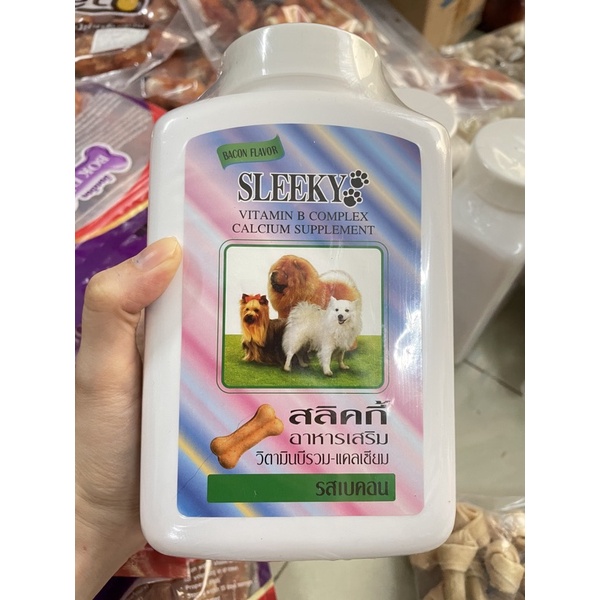 BACON FLAVOR
SLEEKY
VITAMIN B COMPLEX
CALCIUM SUPPLEMENT
สลิคกี้
อาหารเสริม
วิตามินบีรวม-แคลเซียม
รสเบคอน